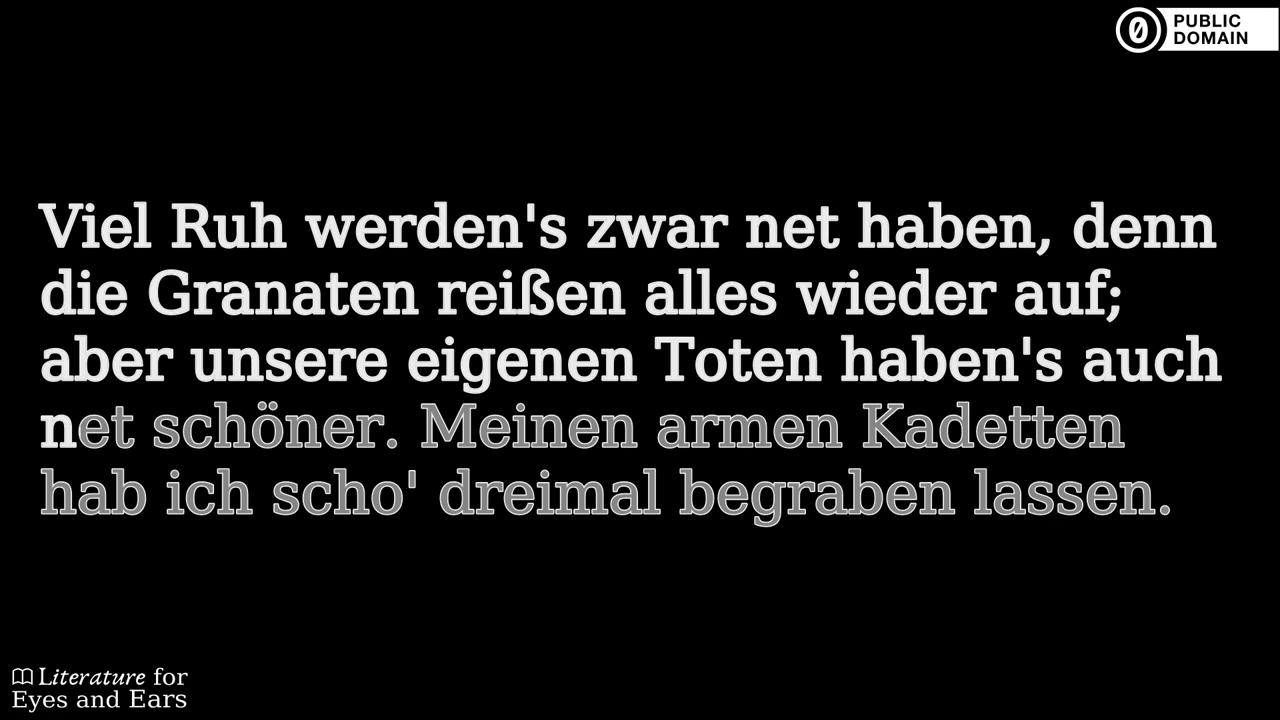 PUBLIC
DOMAIN
Viel Ruh werden's zwar net haben, denn
die Granaten reißen alles wieder auf;
aber unsere eigenen Toten haben's auch
net schöner. Meinen armen Kadetten
hab ich scho' dreimal begraben lassen.
Literature for
Eyes and Ears